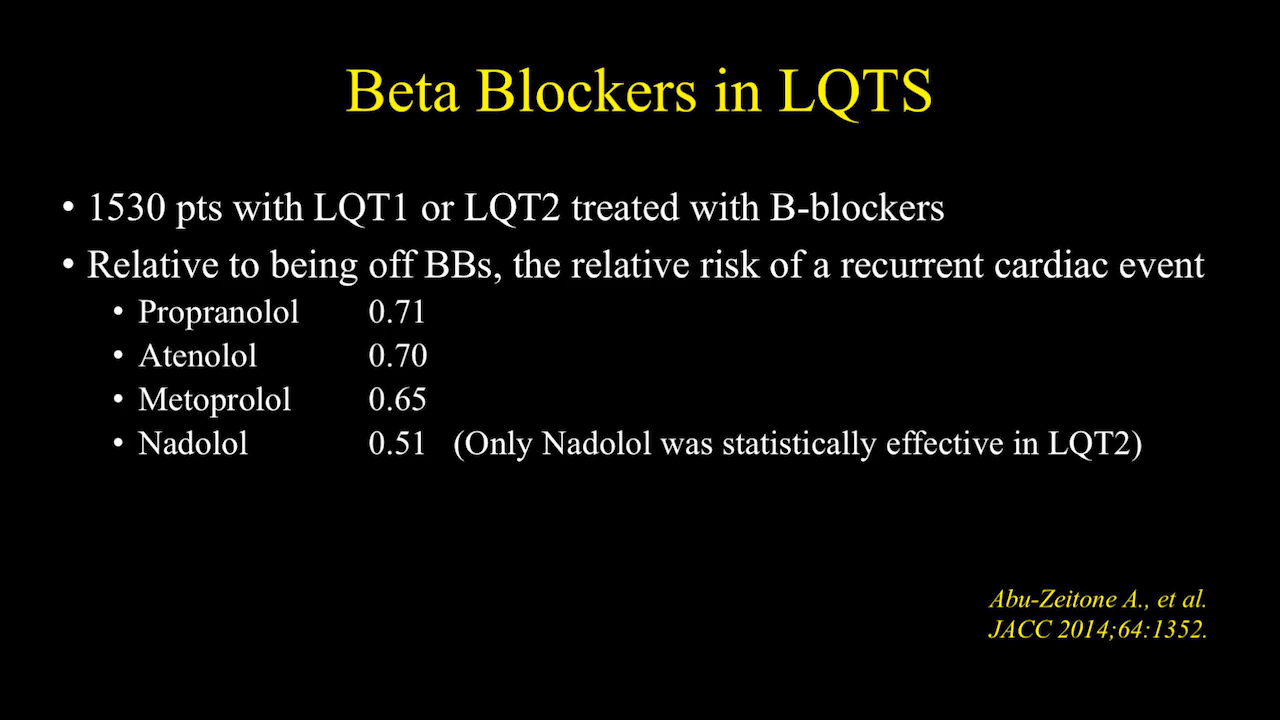 Beta Blockers in LQTS
• 1530 pts with LQT1 or LQT2 treated with B-blockers
• Relative to being off BBs, the relative risk of a recurrent cardiac event
• Propranolol 0.71
• Atenolol 0.70
• Metoprolol 0.65
• Nadolol 0.51 (Only Nadolol was statistically effective in LQT2)
Abu-Zeitone A., et al.
JACC 2014;64:1352.